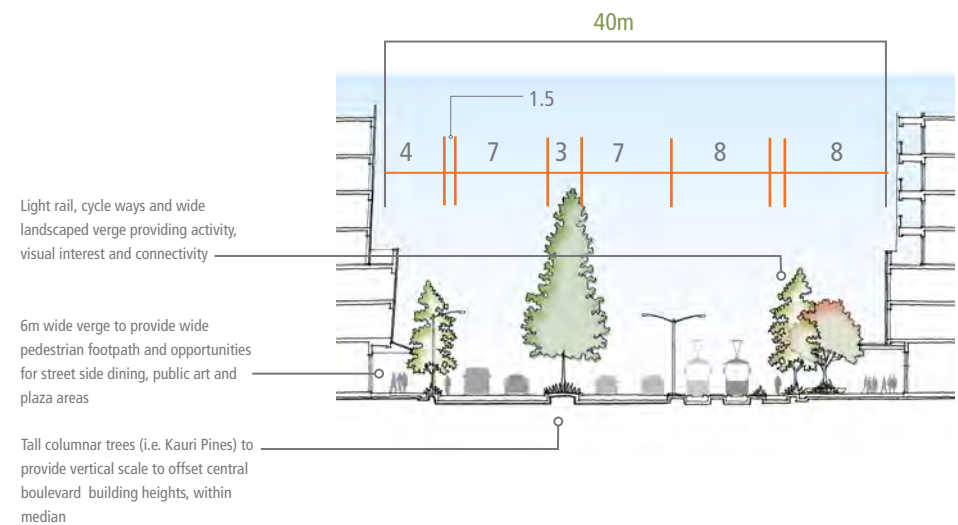 40m
1.5
4 7 3 7 8 8
Light rail, cycle ways and wide
landscaped verge providing activity,
visual interest and connectivity
6m wide verge to provide wide
pedestrian footpath and opportunities
for street side dining, public art and
plaza areas
Tall columnar trees (i.e. Kauri Pines) to
provide vertical scale to offset central
boulevard building heights, within
median